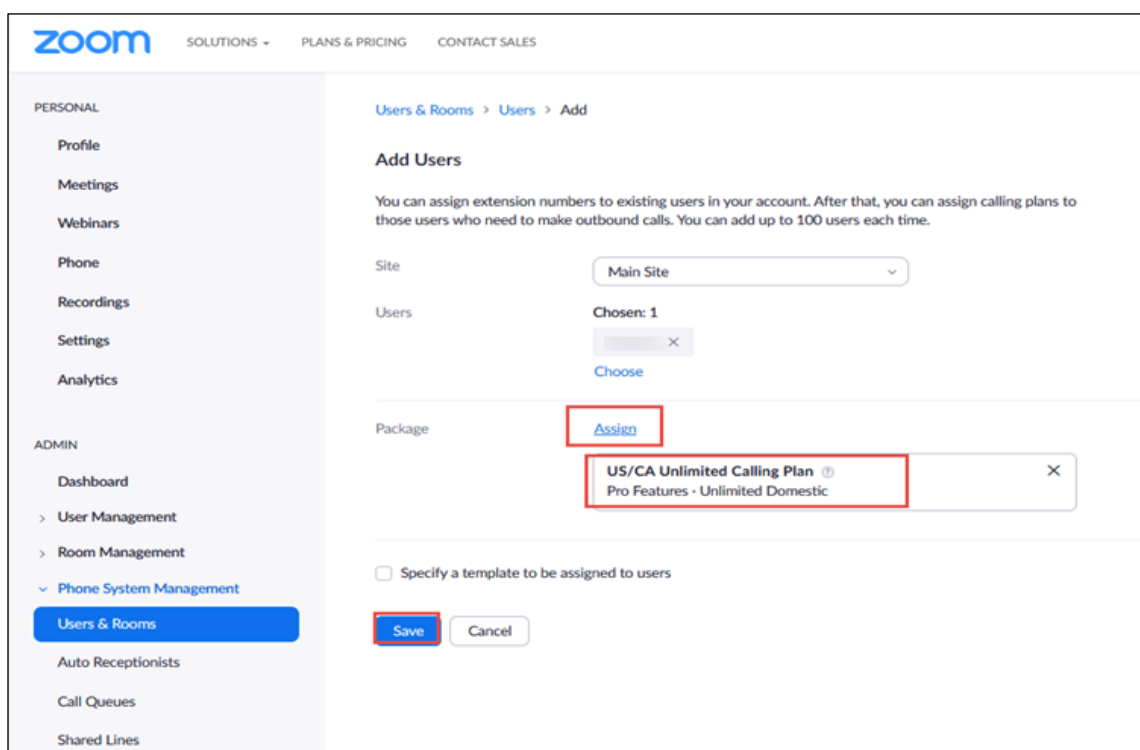 zoom SOLUTIONS PLANS & PRICING CONTACT SALES
PERSONAL
Profile
Meetings
Webinars
Phone
Recordings
Settings
Analytics
ADMIN
Dashboard
> User Management
> Room Management
Phone System Management
Users & Rooms
Auto Receptionists
Call Queues
Shared Lines
Users & Rooms > Users > Add
Add Users
You can assign extension numbers to existing users in your account. After that, you can assign calling plans to
those users who need to make outbound calls. You can add up to 100 users each time.
Site Main Site
Users Chosen: 1
Choose
Package Assign
US/CA Unlimited Calling Plan
Pro Features · Unlimited Domestic
Specify a template to be assigned to users
Save Cancel